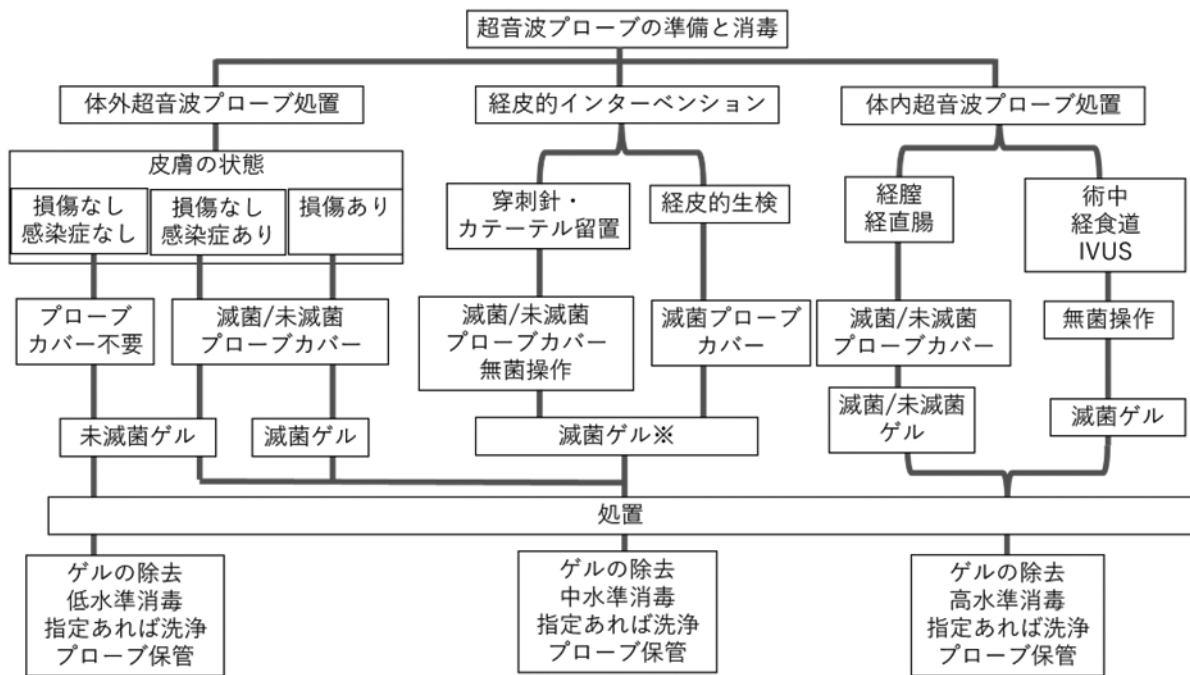 超音波プローブの準備と消毒
体外超音波プローブ処置
経皮的インターベンション
体内超音波プローブ処置
皮膚の状態
損傷なし
感染症なし
損傷なし
感染症あり
損傷あり
穿刺針・
カテーテル留置
経皮的生検
経膣
経直腸
術中
経食道
IVUS
プローブ
カバー不要
滅菌/未滅菌
プローブカバー
滅菌/未滅菌
プローブカバー
無菌操作
滅菌プローブ
カバー
滅菌/未滅菌
プローブカバー
無菌操作
未滅菌ゲル
滅菌ゲル
滅菌ゲル※
滅菌/未滅菌
ゲル
滅菌ゲル
処置
ゲルの除去
低水準消毒
指定あれば洗浄
プローブ保管
ゲルの除去
中水準消毒
指定あれば洗浄
プローブ保管
ゲルの除去
高水準消毒
指定あれば洗浄
プローブ保管